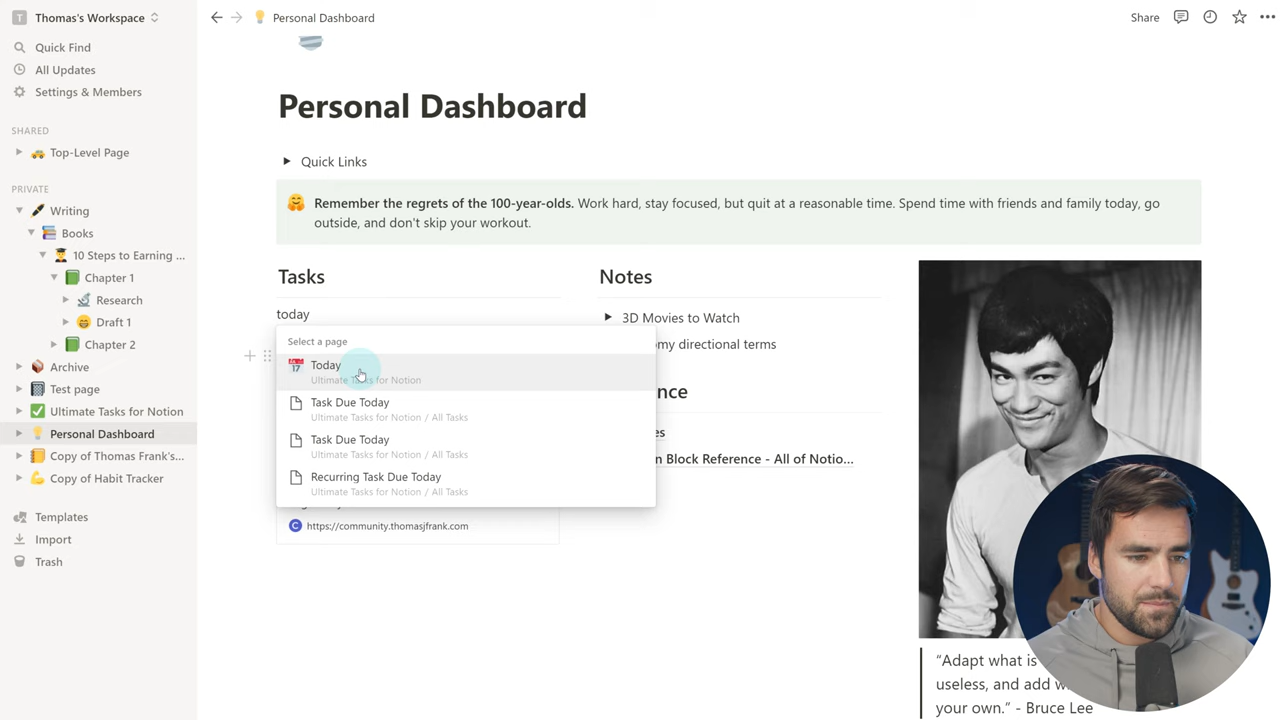 T Thomas's Workspace
Quick Find
All Updates
Settings & Members
SHARED
Top-Level Page
PRIVATE
Writing
Books
10 Steps to Earning ...
Chapter 1
Research
Draft 1
Chapter 2
Archive
Test page
Ultimate Tasks for Notion
Personal Dashboard
Copy of Thomas Frank's...
Copy of Habit Tracker
Templates
Import
Trash
Personal Dashboard
Share
Personal Dashboard
Quick Links
Remember the regrets of the 100-year-olds. Work hard, stay focused, but quit at a reasonable time. Spend time with friends and family today, go
outside, and don't skip your workout.
Tasks
today
Select a page
Today
Ultimate Tasks for Notion
Task Due Today
Ultimate Tasks for Notion / All Tasks
Task Due Today
Ultimate Tasks for Notion / All Tasks
Recurring Task Due Today
Ultimate Tasks for Notion / All Tasks
C https://community.thomasjfrank.com
Notes
3D Movies to Watch
directional terms
Block Reference - All of Notio...
"Adapt what is
useless, and add
your own." - Bruce Lee